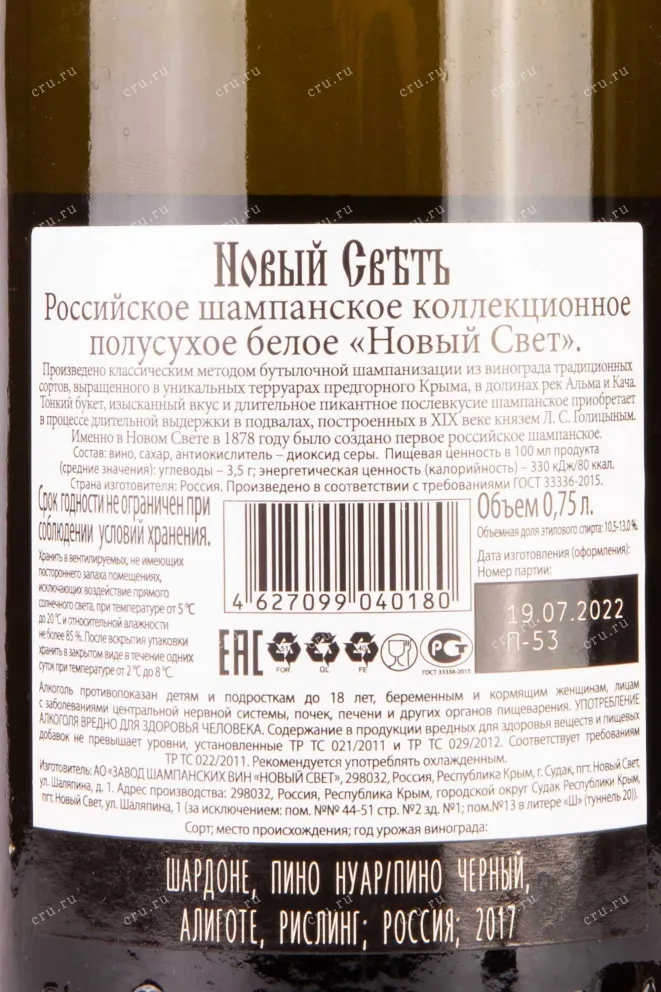 Новый Свѣтъ
Российское шампанское коллекционное
полусухое белое «Новый Свет».
Произведено классическим методом бутылочной шампанизации из винограда традиционных
сортов, выращенного в уникальных терруарах предгорного Крыма, в долинах рек Альма и Кача.
Тонкий букет, изысканный вкус и длительное пикантное послевкусие шампанское приобретает
в процессе длительной выдержки в подвалах, построенных в XIX веке князем Л. С. Голицыным.
Именно в Новом Свете в 1878 году было создано первое российское шампанское.
Состав: вино, сахар, антиокислитель – диоксид серы. Пищевая ценность в 100 мл продукта
(средние значения): углеводы – 3,5 г; энергетическая ценность (калорийность) – 330 кДж/80 ккал.
Страна изготовителя: Россия. Произведено в соответствии с требованиями ГОСТ 33336-2015.
Срок годности не ограничен при
соблюдении условий хранения.
Хранить в вентилируемых, не имеющих
постороннего запаха помещениях,
исключающих воздействие прямого
солнечного света, при температуре от 5 °С
до 20 °С и относительной влажности
не более 85 %. После вскрытия упаковки
хранить в закрытом виде в течение одних
суток при температуре от 2 °С до 8 °С.
4 627099 040180
Объем 0,75 л.
Объемная доля этилового спирта: 10,5-13,0 %.
Дата изготовления (оформления):
Номер партии:
19.07.2022
П-53
EAC
51 FOR
GL
40 FE
РСТ
ГОСТ 33336-2015
Алкоголь противопоказан детям и подросткам до 18 лет, беременным и кормящим женщинам, лицам
с заболеваниями центральной нервной системы, почек, печени и других органов пищеварения. УПОТРЕБЛЕНИЕ
АЛКОГОЛЯ ВРЕДНО ДЛЯ ЗДОРОВЬЯ ЧЕЛОВЕКА. Содержание в продукции вредных для здоровья веществ и пищевых
добавок не превышает уровни, установленные ТР ТС 021/2011 и ТР ТС 029/2012. Соответствует требованиям
ТР ТС 022/2011. Рекомендуется употреблять охлажденным.
Изготовитель: АО «ЗАВОД ШАМПАНСКИХ ВИН «НОВЫЙ СВЕТ», 298032, Россия, Республика Крым, г. Судак, пгт. Новый Свет,
ул. Шаляпина, д. 1. Адрес производства: 298032, Россия, Республика Крым, городской округ Судак Республики Крым,
пгт. Новый Свет, ул. Шаляпина, 1 (за исключением: пом. №№ 44-51 стр. №2 зд. №1; пом. №13 в литере «Ш» (туннель 20)).
Сорт; место происхождения; год урожая винограда:
ШАРДОНЕ, ПИНО НУАР/ПИНО ЧЕРНЫЙ,
АЛИГОТЕ, РИСЛИНГ; РОССИЯ; 2017
cru.ru